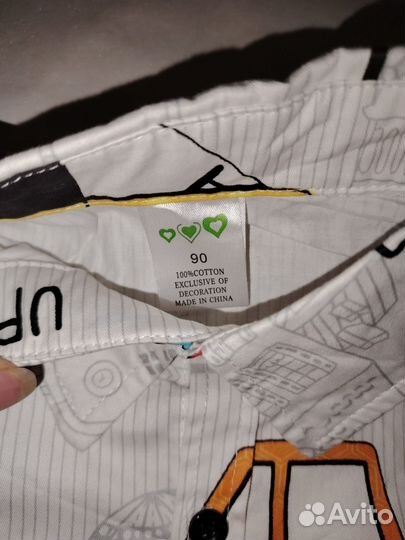 90
100%COTTON
EXCLUSIVE OF
DECORATION
MADE IN CHINA
UP
Avito